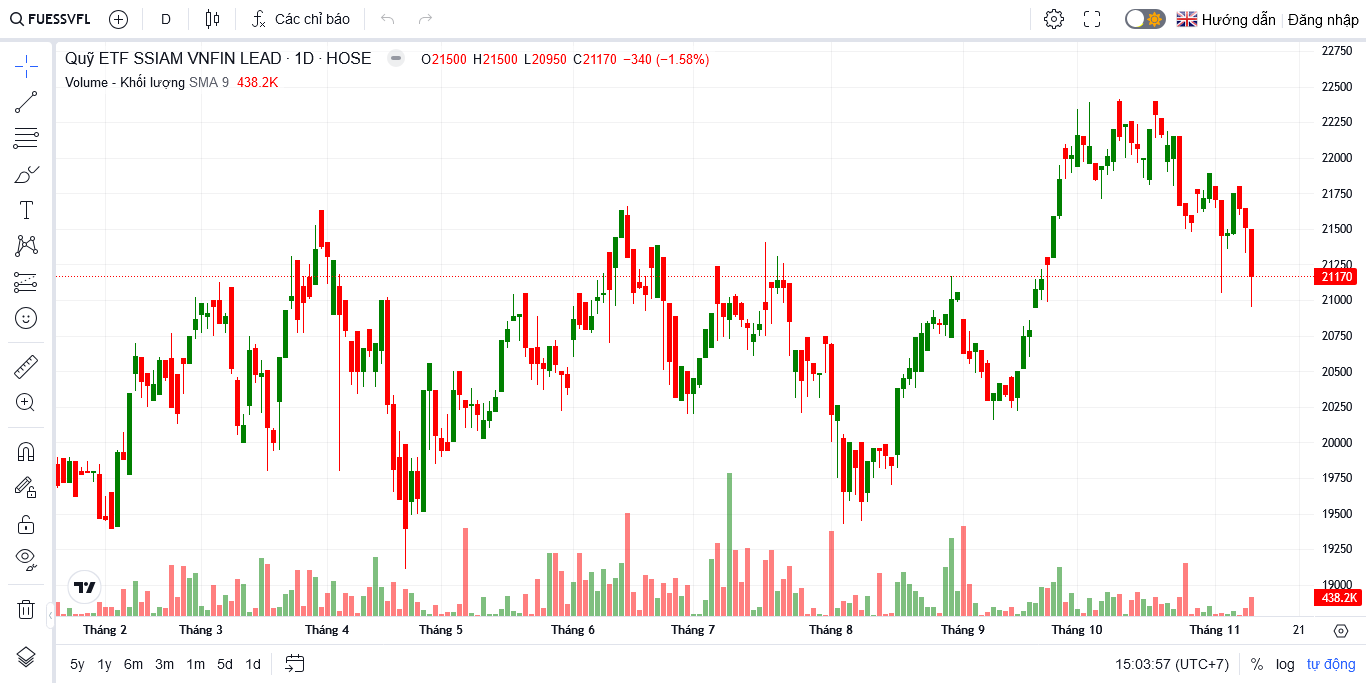 FUESSVFL D Các chỉ báo Hướng dẫn Đăng nhập
Quỹ ETF SSIAM VNFIN LEAD · 1D · HOSE O21500 H21500 L20950 C21170 −340 (−1.58%)
Volume - Khối lượng SMA 9 438.2K
22750
22500
22250
22000
21750
21500
21250
21170
21000
20750
20500
20250
20000
19750
19500
19250
19000
438.2K
Tháng 2 Tháng 3 Tháng 4 Tháng 5 Tháng 6 Tháng 7 Tháng 8 Tháng 9 Tháng 10 Tháng 11 21
5y 1y 6m 3m 1m 5d 1d 15:03:57 (UTC+7) % log tự động